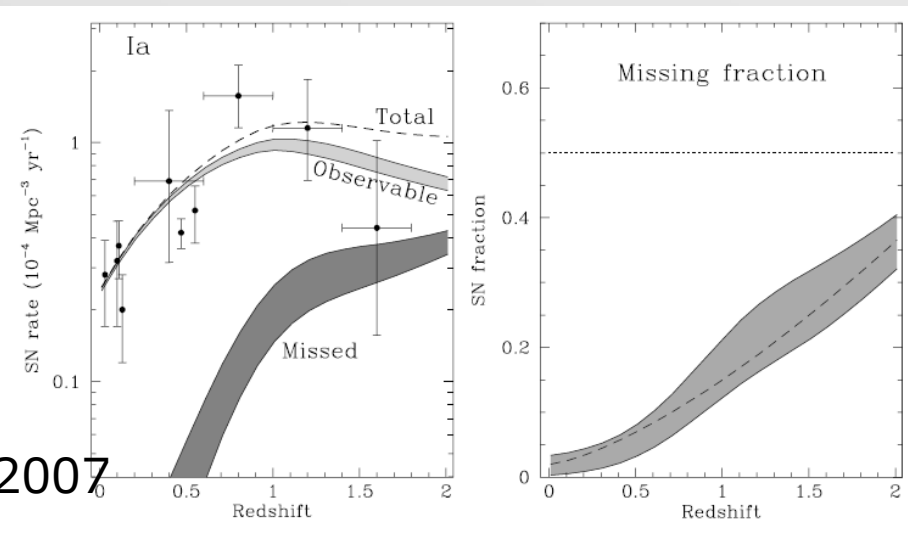 Ia
Total
Observable
Missed
SN rate (10⁻⁴ Mpc⁻³ yr⁻¹)
1
0.1
0 0.5 1 1.5 2
Redshift
2007
Missing fraction
SN fraction
0.6
0.4
0.2
0
0 0.5 1 1.5 2
Redshift